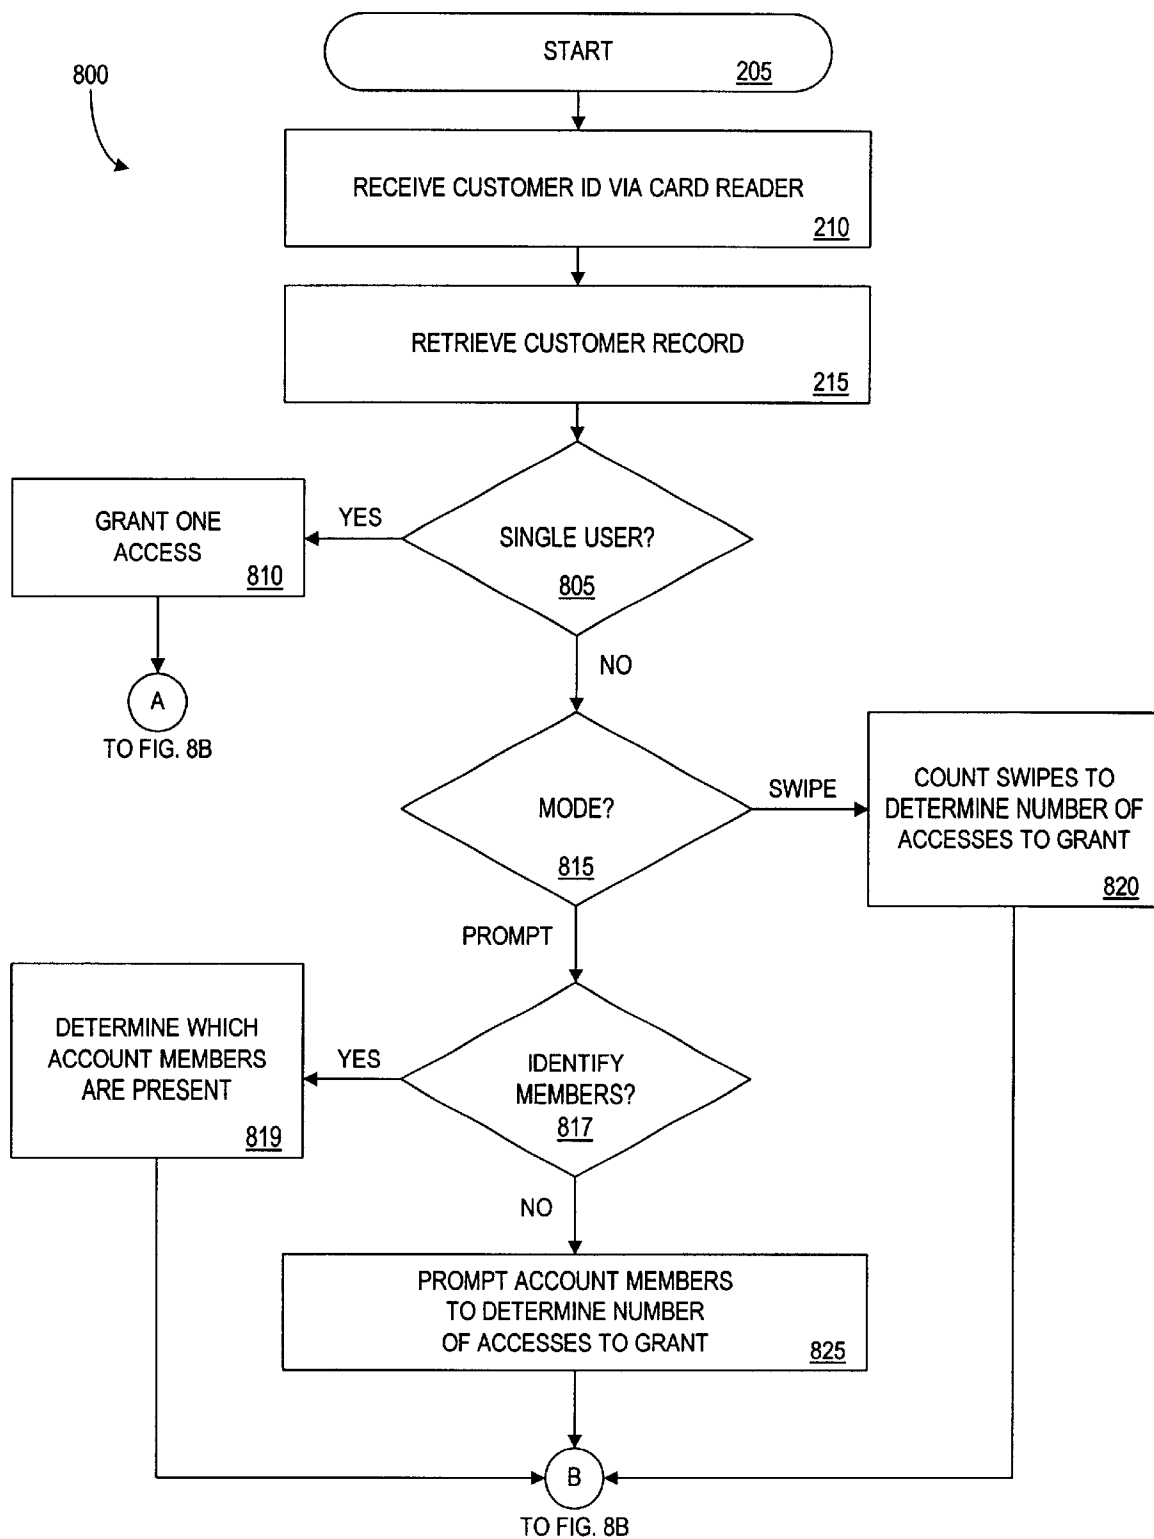 START
205
800
RECEIVE CUSTOMER ID VIA CARD READER
210
RETRIEVE CUSTOMER RECORD
215
GRANT ONE
ACCESS
810
YES
SINGLE USER?
805
NO
A
TO FIG. 8B
MODE?
815
SWIPE
COUNT SWIPES TO
DETERMINE NUMBER OF
ACCESSES TO GRANT
820
PROMPT
DETERMINE WHICH
ACCOUNT MEMBERS
ARE PRESENT
819
YES
IDENTIFY
MEMBERS?
817
NO
PROMPT ACCOUNT MEMBERS
TO DETERMINE NUMBER
OF ACCESSES TO GRANT
825
B
TO FIG. 8B